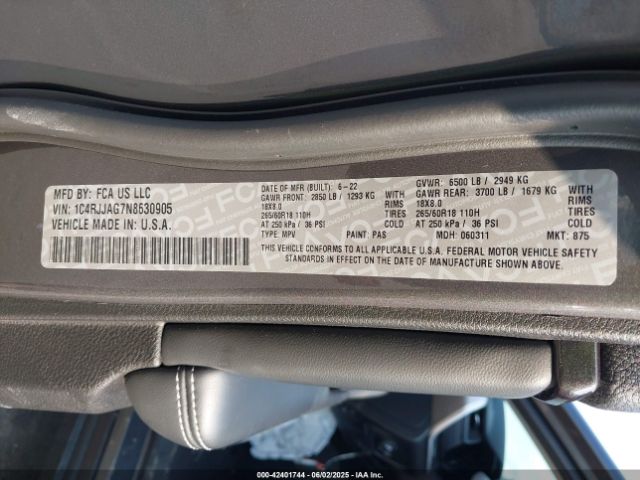 MFD BY: FCA US LLC
VIN: 1C4RJJAG7N8630905
VEHICLE MADE IN: U.S.A.
DATE OF MFR (BUILT): 6-22 GVWR: 6500 LB / 2949 KG
GAWR FRONT: 2850 LB / 1293 KG WITH GAWR REAR: 3700 LB / 1679 KG WITH
18X8.0 RIMS 18X8.0 RIMS
265/60R18 110H TIRES 265/60R18 110H TIRES
AT 250 kPa / 36 PSI COLD AT 250 kPa / 36 PSI COLD
TYPE: MPV PAINT: PAS MDH: 060311 MKT: 875
THIS VEHICLE CONFORMS TO ALL APPLICABLE U.S.A. FEDERAL MOTOR VEHICLE SAFETY
STANDARDS IN EFFECT ON THE DATE OF MANUFACTURE SHOWN ABOVE.
000-42401744 - 06/02/2025 - IAAI.COM